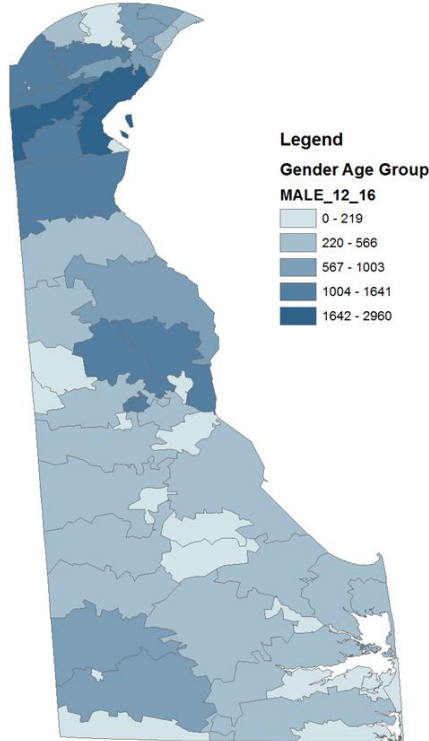 Legend
Gender Age Group
MALE_12_16
0 - 219
220 - 566
567 - 1003
1004 - 1641
1642 - 2960